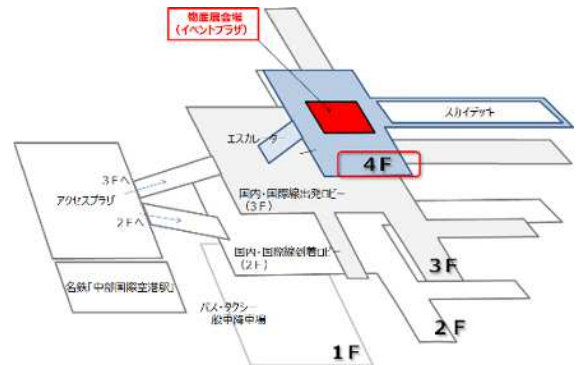 物産展会場
(イベントプラザ)
スカイデッキ
エスカレーター
4F
3Fへ
アクセスプラザ
国内・国際線出発ロビー
(3F)
2Fへ
国内・国際線到着ロビー
(2F)
3F
名鉄「中部国際空港駅」
バス・タクシー
一般車降車場
2F
1F